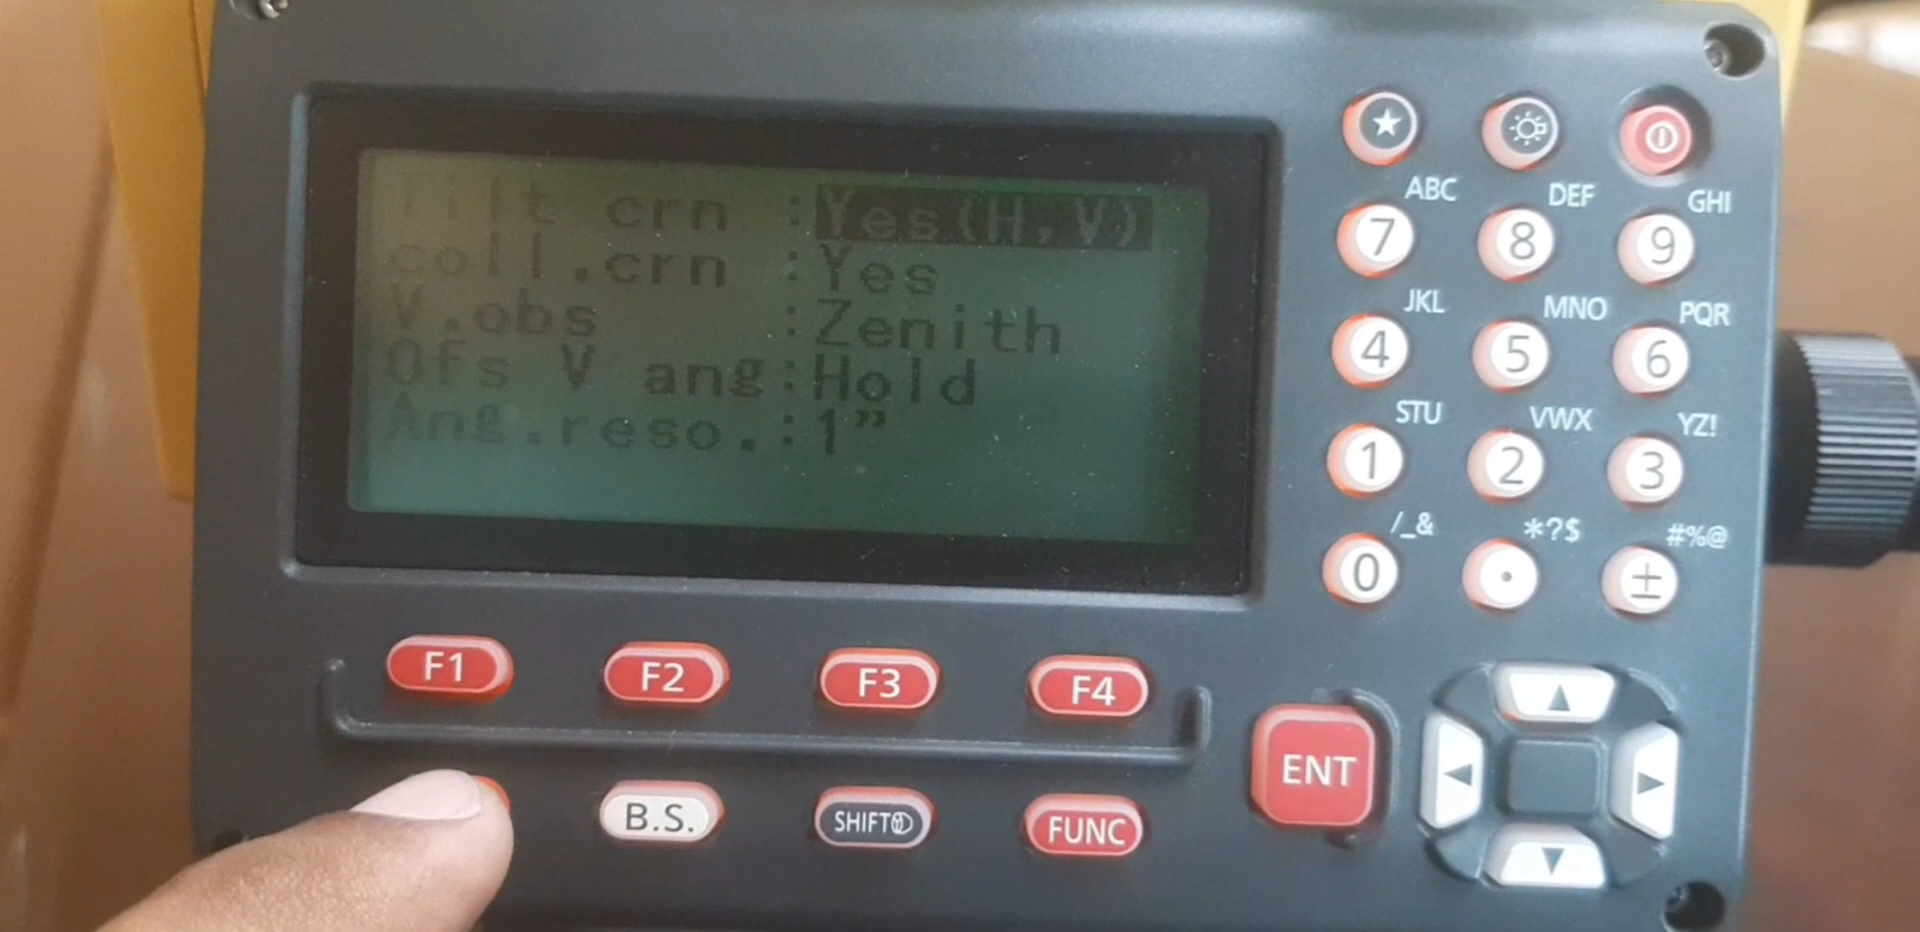 Tilt crn :Yes(H,V)
coll.crn :Yes
V.obs :Zenith
Ofs V ang:Hold
Ang.reso.:1”
ABC DEF GHI
7 8 9
JKL MNO PQR
4 5 6
STU VWX YZ!
1 2 3
/_& *?$ #%@
0 . ±
F1 F2 F3 F4
ENT
B.S. SHIFT FUNC